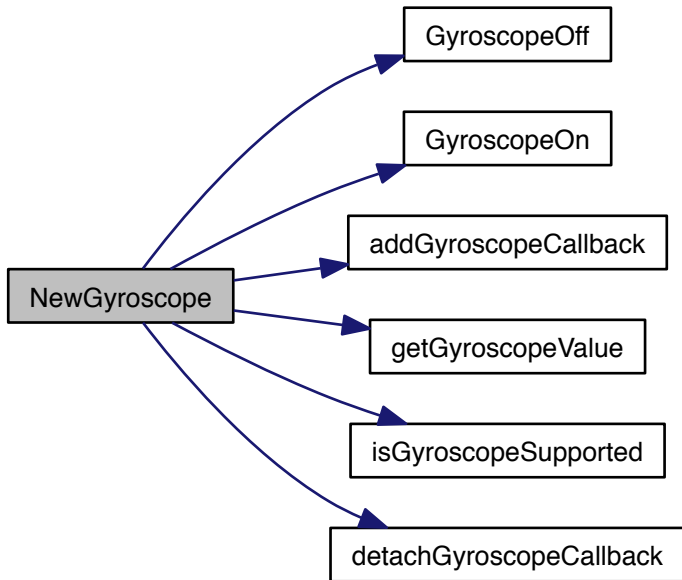 GyroscopeOff
GyroscopeOn
addGyroscopeCallback
NewGyroscope
getGyroscopeValue
isGyroscopeSupported
detachGyroscopeCallback